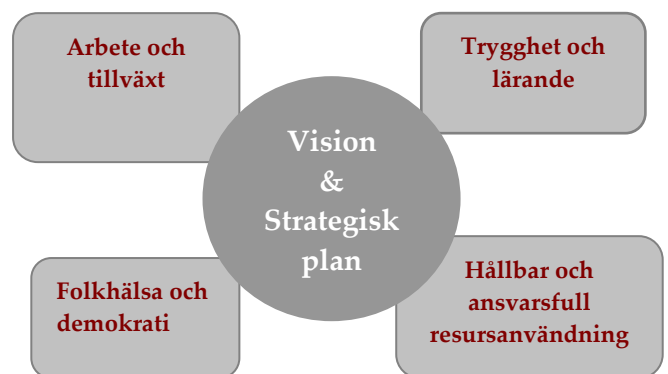 Arbete och
tillväxt
Trygghet och
lärande
Vision
&
Strategisk
plan
Folkhälsa och
demokrati
Hållbar och
ansvarsfull
resursanvändning